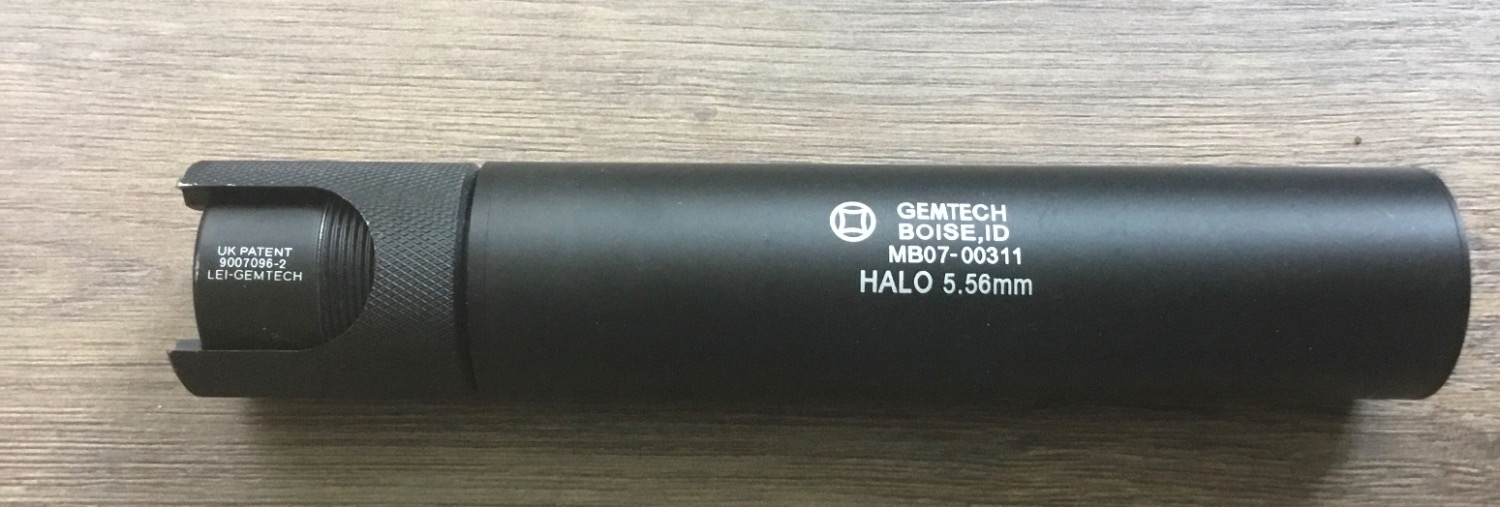 UK PATENT
9007096-2
LEI-GEMTECH
GEMTECH
BOISE,ID
MB07-00311
HALO 5.56mm